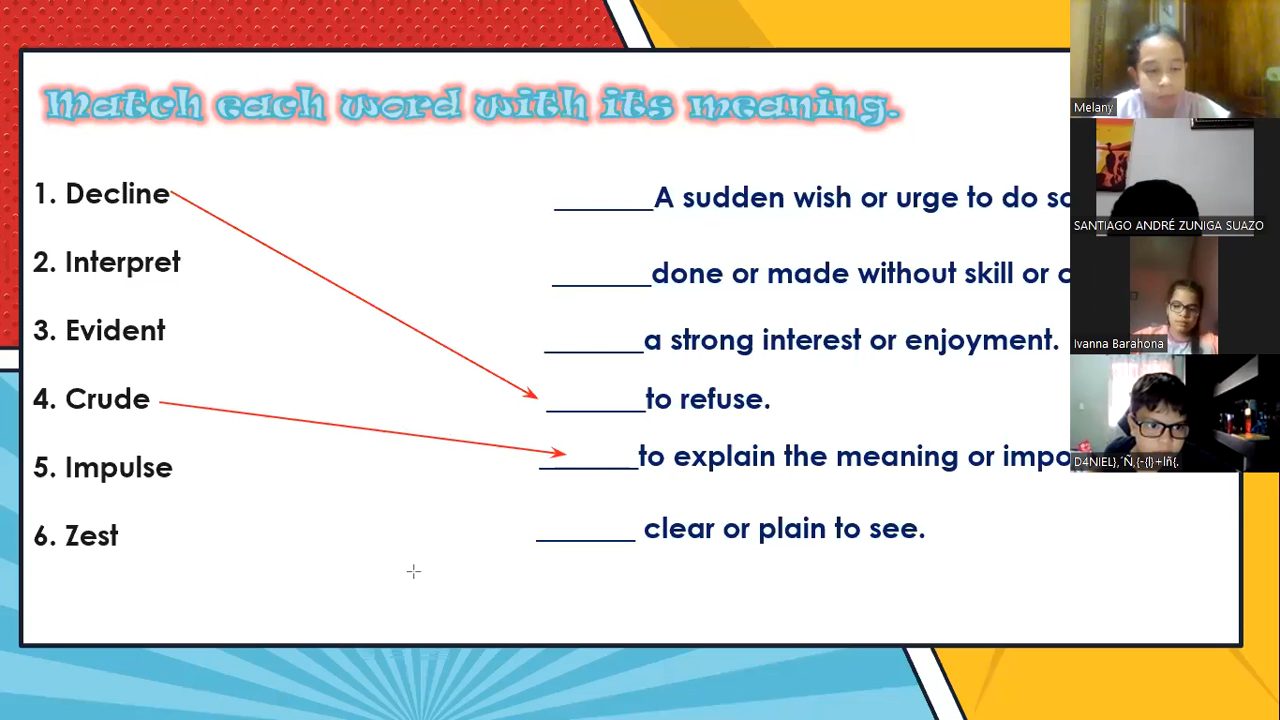 Match each word with its meaning.
1. Decline
2. Interpret
3. Evident
4. Crude
5. Impulse
6. Zest
_______A sudden wish or urge to do
_______done or made without skill or
_______a strong interest or enjoyment.
_______to refuse.
_______to explain the meaning or
_______ clear or plain to see.
Melany
SANTIAGO ANDRÉ ZUNIGA SUAZO
Ivanna Barahona